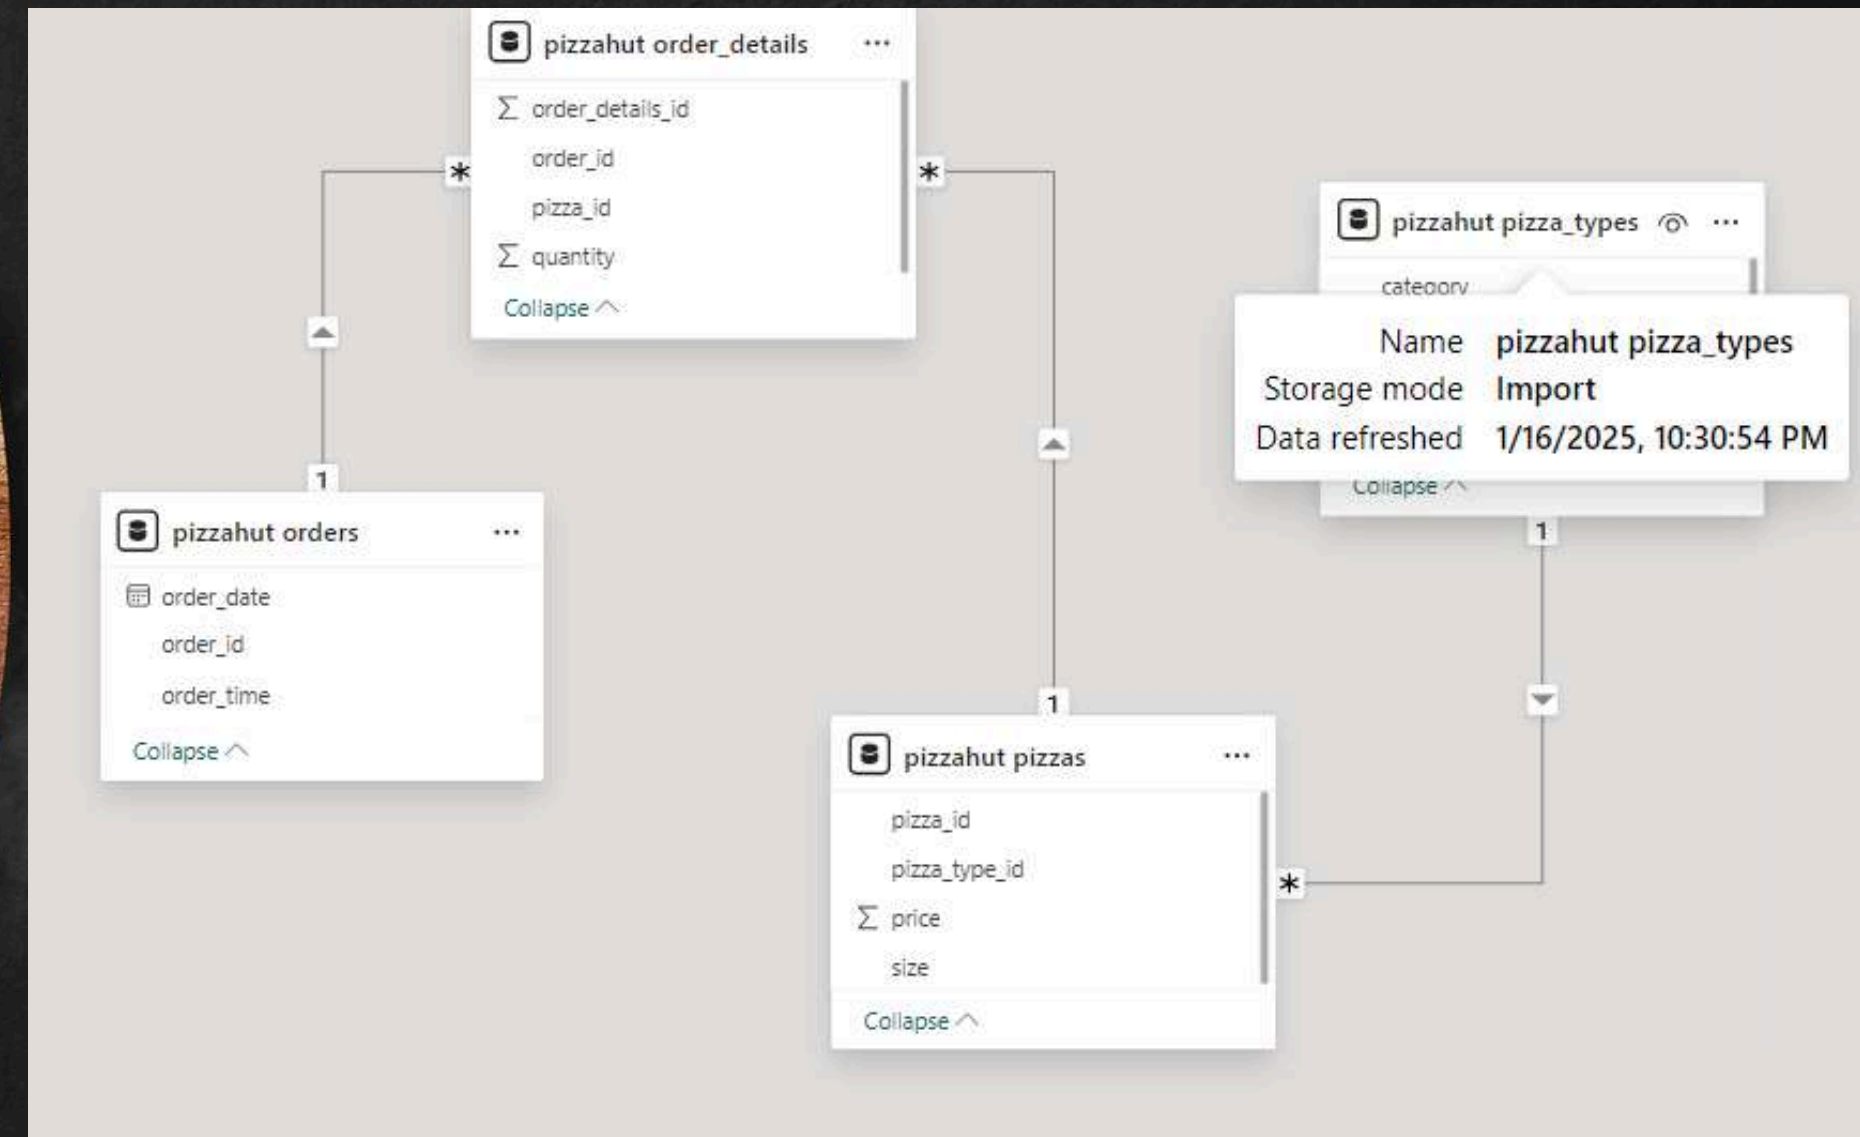 pizzahut order_details
order_details_id
order_id
pizza_id
quantity
Collapse
*
*
1
pizzahut orders
order_date
order_id
order_time
Collapse
pizzahut pizza_types
category
Name pizzahut pizza_types
Storage mode Import
Data refreshed 1/16/2025, 10:30:54 PM
Collapse
1
1
pizzahut pizzas
pizza_id
pizza_type_id
price
size
Collapse
*